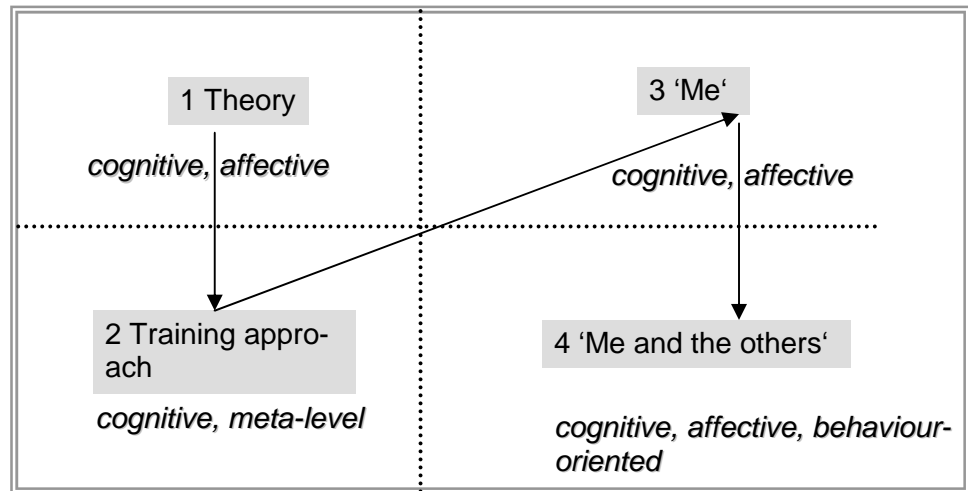 1 Theory
cognitive, affective
2 Training appro-
ach
cognitive, meta-level
3 ‘Me‘
cognitive, affective
4 ‘Me and the others‘
cognitive, affective, behaviour-
oriented